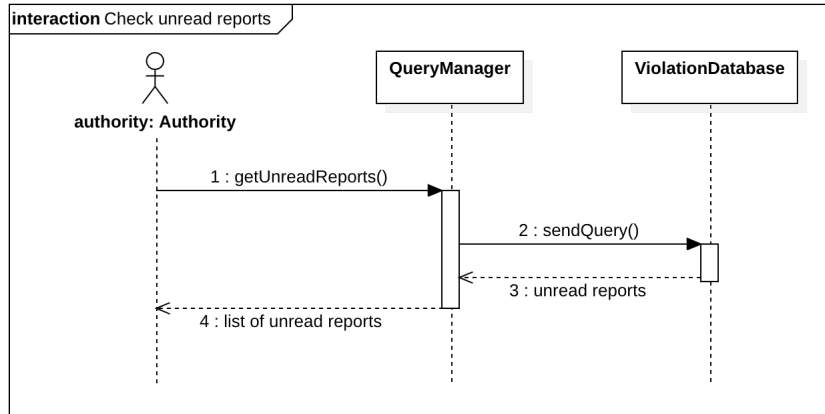 interaction Check unread reports
QueryManager
ViolationDatabase
authority: Authority
1 : getUnreadReports()
2 : sendQuery()
3 : unread reports
4 : list of unread reports